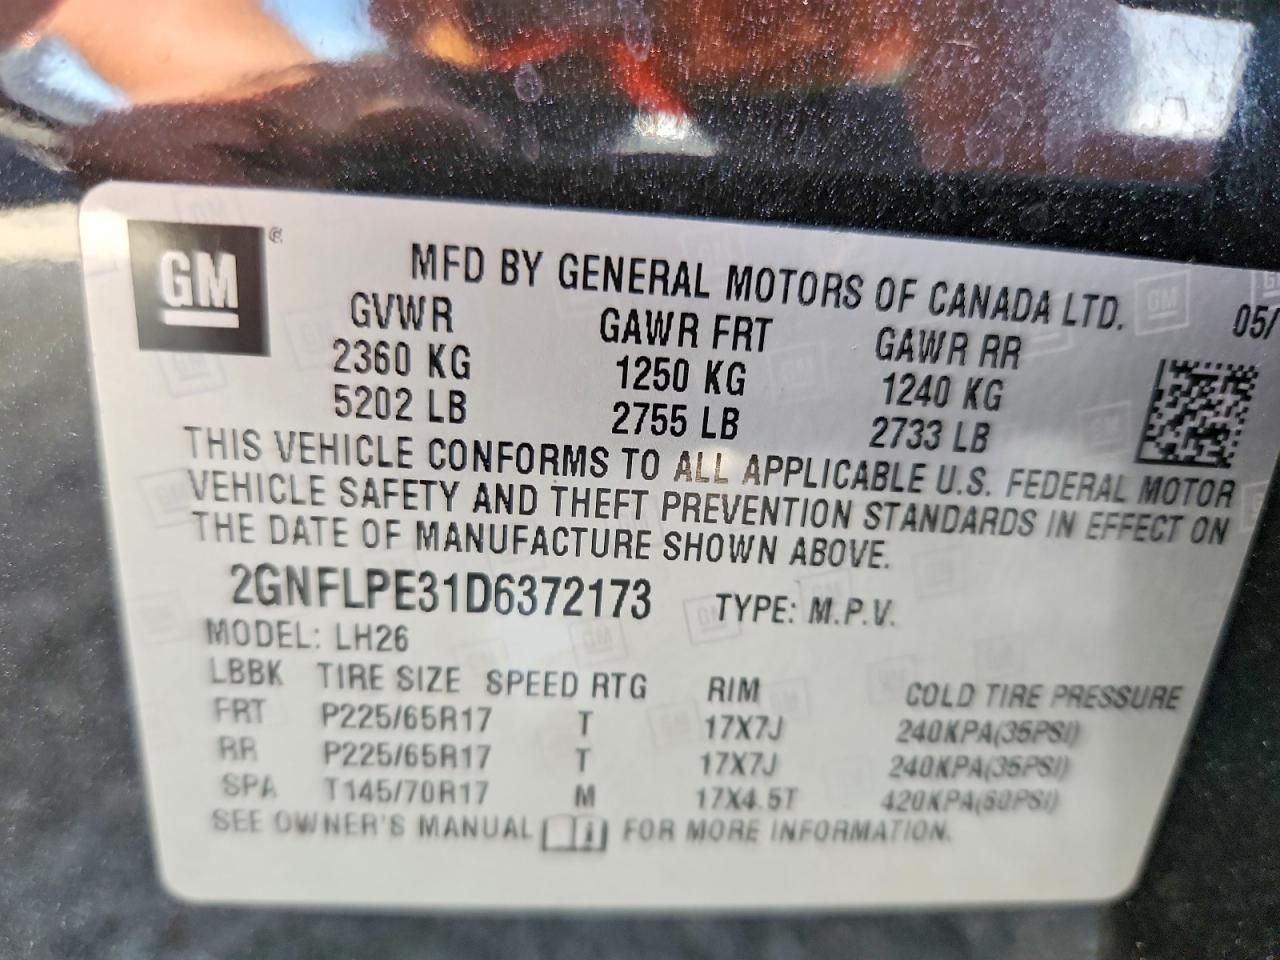 GM
MFD BY GENERAL MOTORS OF CANADA LTD.
05/
GVWR GAWR FRT GAWR RR
2360 KG 1250 KG 1240 KG
5202 LB 2755 LB 2733 LB
THIS VEHICLE CONFORMS TO ALL APPLICABLE U.S. FEDERAL MOTOR
VEHICLE SAFETY AND THEFT PREVENTION STANDARDS IN EFFECT ON
THE DATE OF MANUFACTURE SHOWN ABOVE.
2GNFLPE31D6372173 TYPE: M.P.V.
MODEL: LH26
LBBK TIRE SIZE SPEED RTG RIM COLD TIRE PRESSURE
FRT P225/65R17 T 17X7J 240KPA(35PSI)
RR P225/65R17 T 17X7J 240KPA(35PSI)
SPA T145/70R17 M 17X4.5T 420KPA(60PSI)
SEE OWNER'S MANUAL FOR MORE INFORMATION.